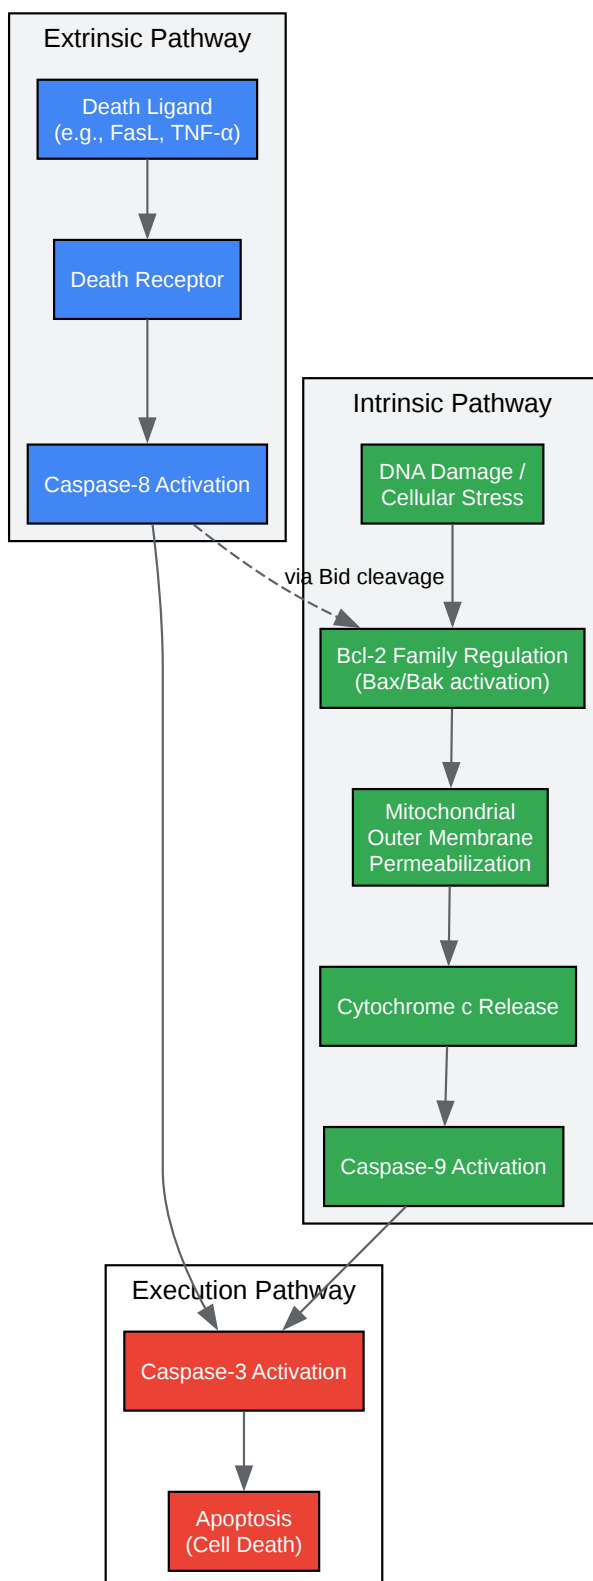 Extrinsic Pathway
Death Ligand
(e.g., FasL, TNF-α)
Death Receptor
Caspase-8 Activation
Intrinsic Pathway
DNA Damage /
Cellular Stress
via Bid cleavage
Bcl-2 Family Regulation
(Bax/Bak activation)
Mitochondrial
Outer Membrane
Permeabilization
Cytochrome c Release
Caspase-9 Activation
Execution Pathway
Caspase-3 Activation
Apoptosis
(Cell Death)